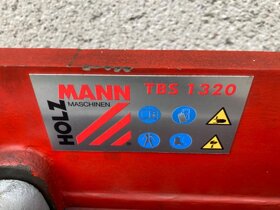 HOLZ
MANN
MASCHINEN
TBS 1320
®